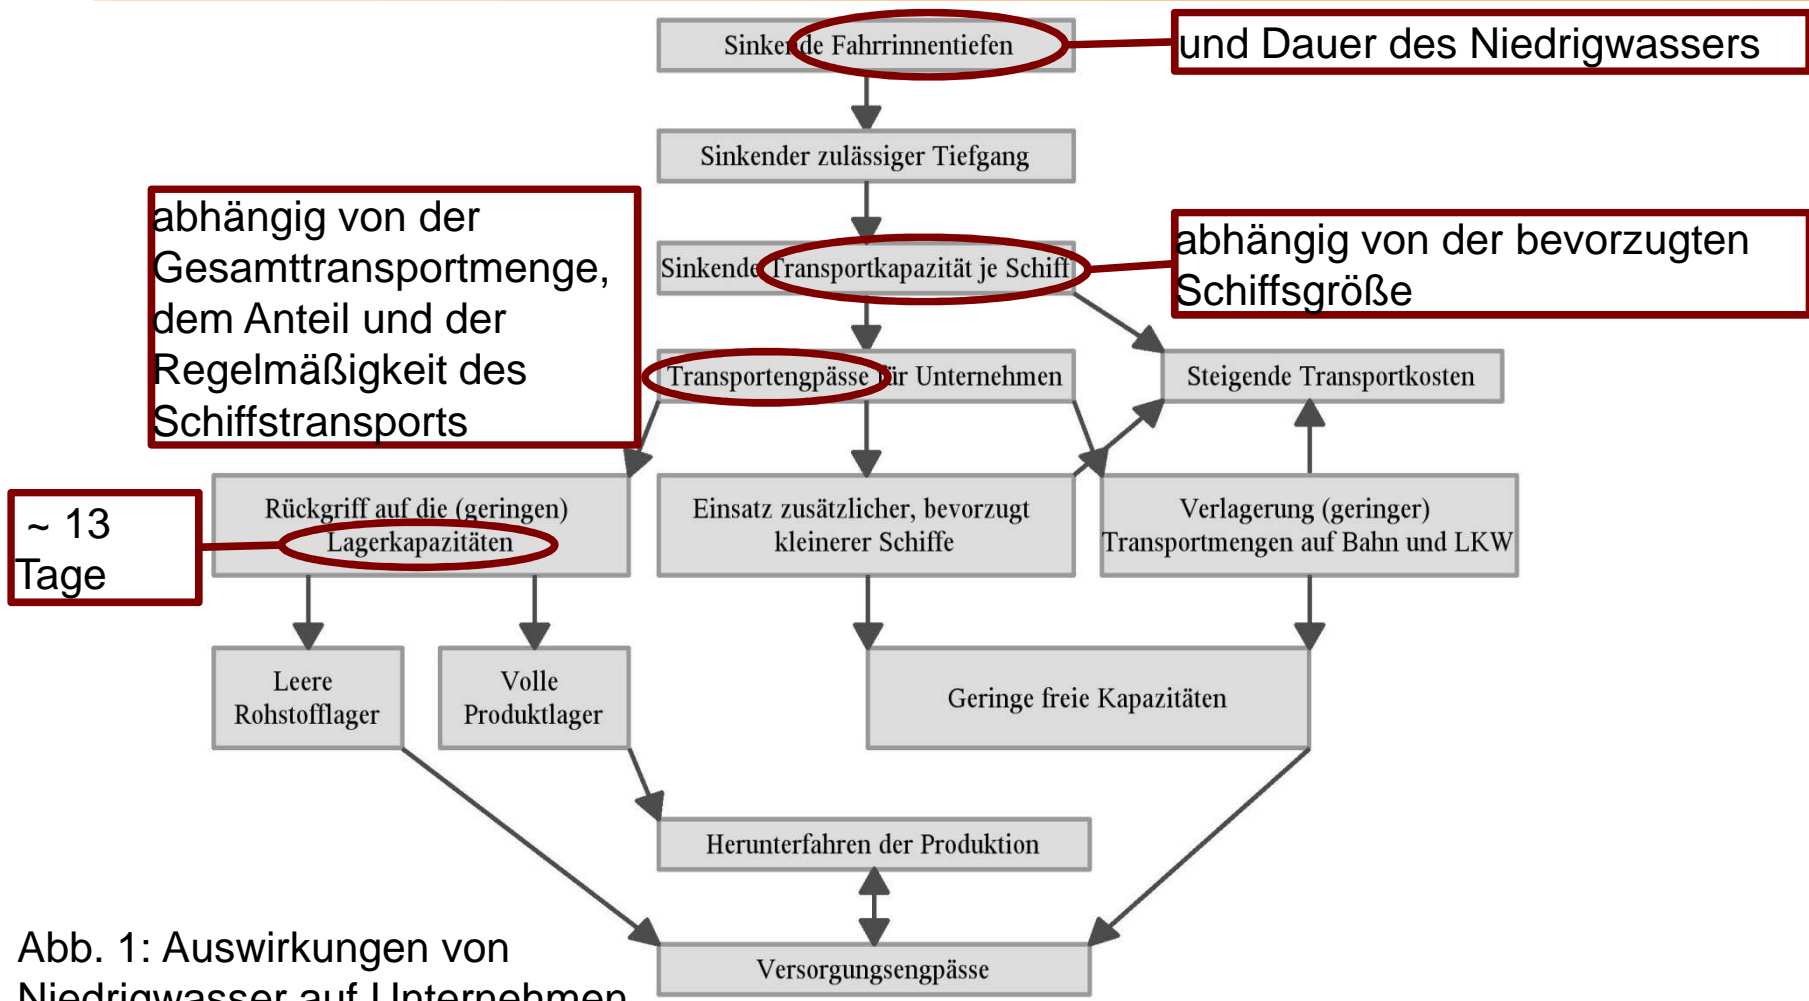 Sinkende Fahrrinnentiefen
und Dauer des Niedrigwassers
Sinkender zulässiger Tiefgang
abhängig von der
Gesamttransportmenge,
dem Anteil und der
Regelmäßigkeit des
Schiffstransports
Sinkende Transportkapazität je Schiff
abhängig von der bevorzugten
Schiffsgröße
Transportengpässe für Unternehmen
Steigende Transportkosten
~ 13
Tage
Rückgriff auf die (geringen)
Lagerkapazitäten
Einsatz zusätzlicher, bevorzugt
kleinerer Schiffe
Verlagerung (geringer)
Transportmengen auf Bahn und LKW
Leere
Rohstofflager
Volle
Produktlager
Geringe freie Kapazitäten
Herunterfahren der Produktion
Versorgungsengpässe
Abb. 1: Auswirkungen von
Niedrigwasser auf Unternehmen